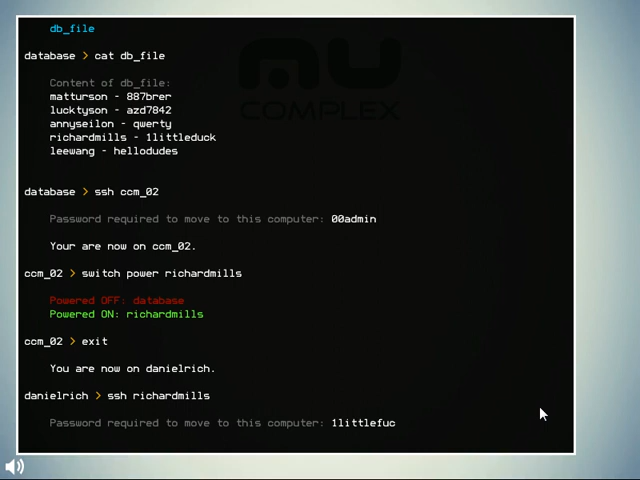 db_file
MU
COMPLEX
database > cat db_file
Content of db_file:
matturson - 887brer
lucktyson - azd7842
annyseilon - qwerty
richardmills - 1littleduck
leewang - hellodudes
database > ssh ccm_02
Password required to move to this computer: 00admin
Your are now on ccm_02.
ccm_02 > switch power richardmills
Powered OFF: database
Powered ON: richardmills
ccm_02 > exit
You are now on danielrich.
danielrich > ssh richardmills
Password required to move to this computer: 1littlefuc